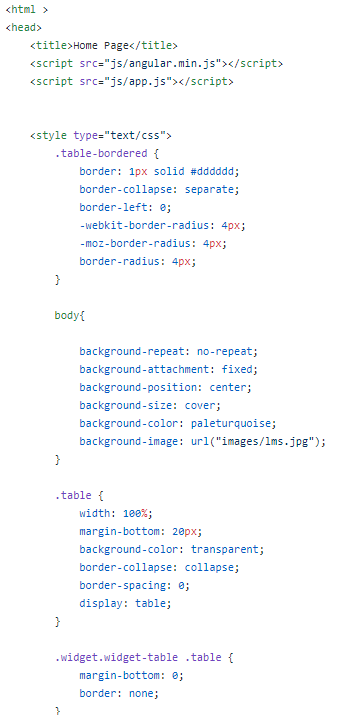 <html >
<head>
    <title>Home Page</title>
    <script src="js/angular.min.js"></script>
    <script src="js/app.js"></script>


    <style type="text/css">
        .table-bordered {
            border: 1px solid #dddddd;
            border-collapse: separate;
            border-left: 0;
            -webkit-border-radius: 4px;
            -moz-border-radius: 4px;
            border-radius: 4px;
        }

        body{

            background-repeat: no-repeat;
            background-attachment: fixed;
            background-position: center;
            background-size: cover;
            background-color: paleturquoise;
            background-image: url("images/lms.jpg");
        }

        .table {
            width: 100%;
            margin-bottom: 20px;
            background-color: transparent;
            border-collapse: collapse;
            border-spacing: 0;
            display: table;
        }

        .widget.widget-table .table {
            margin-bottom: 0;
            border: none;
        }